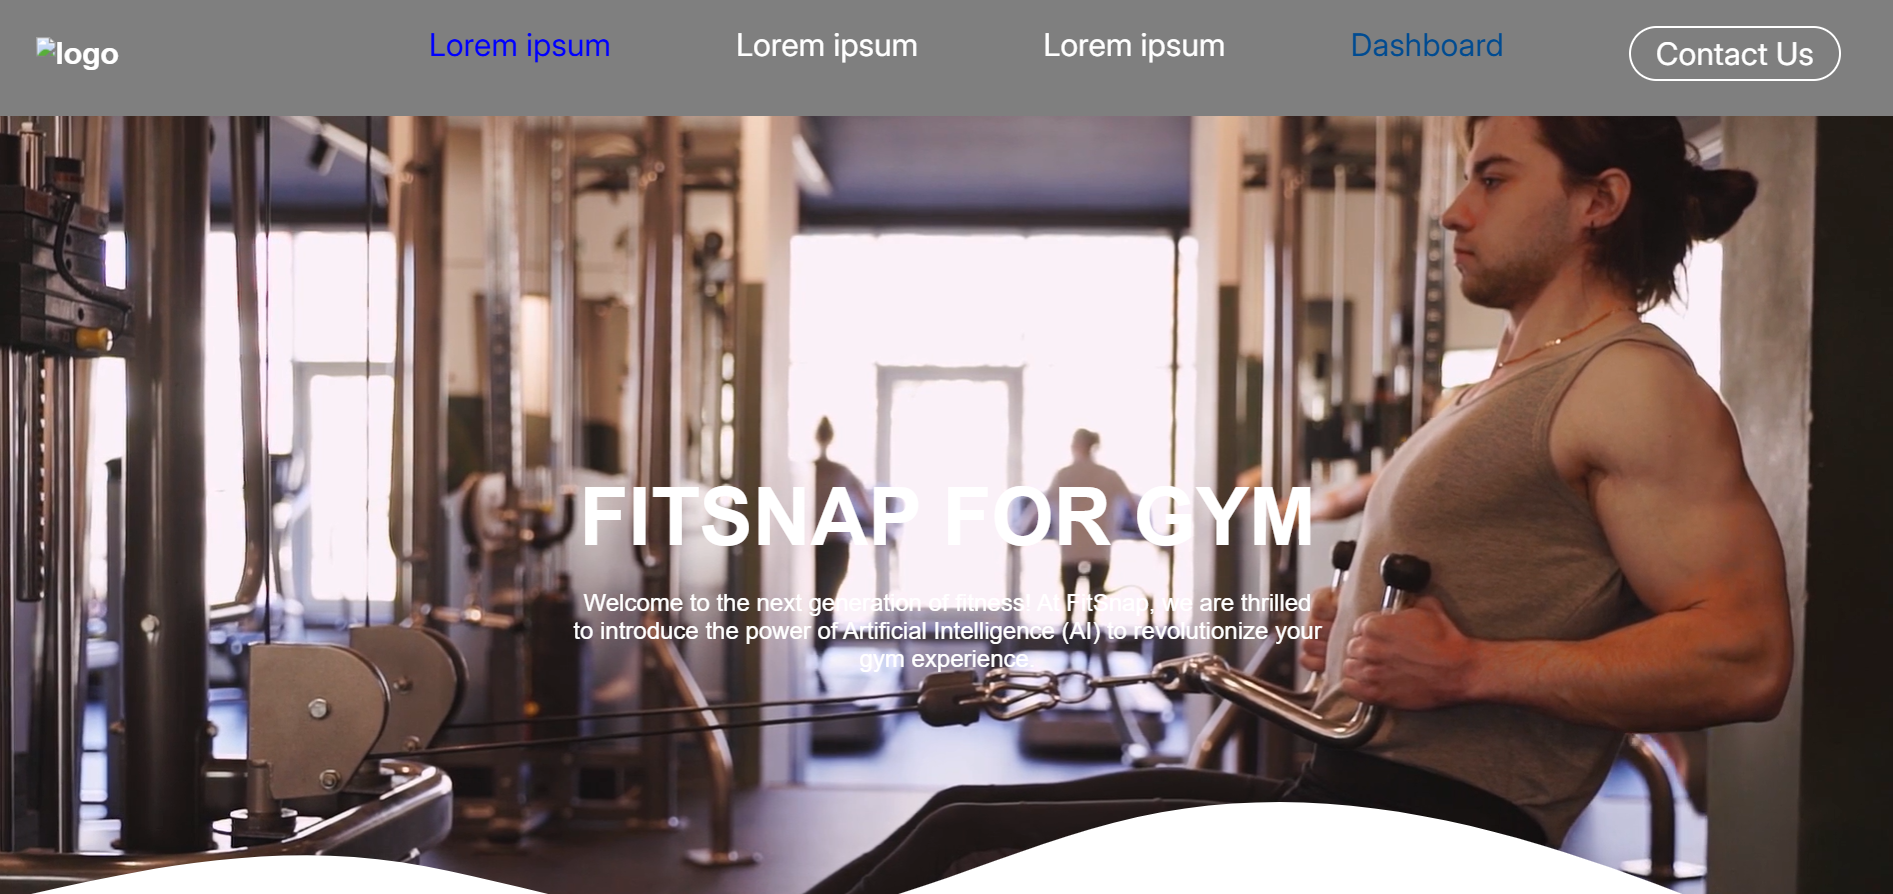 logo
Lorem ipsum
Lorem ipsum
Lorem ipsum
Dashboard
Contact Us
FITSNAP FOR GYM
Welcome to the next generation of fitness! At FitSnap, we are thrilled
to introduce the power of Artificial Intelligence (AI) to revolutionize your
gym experience.